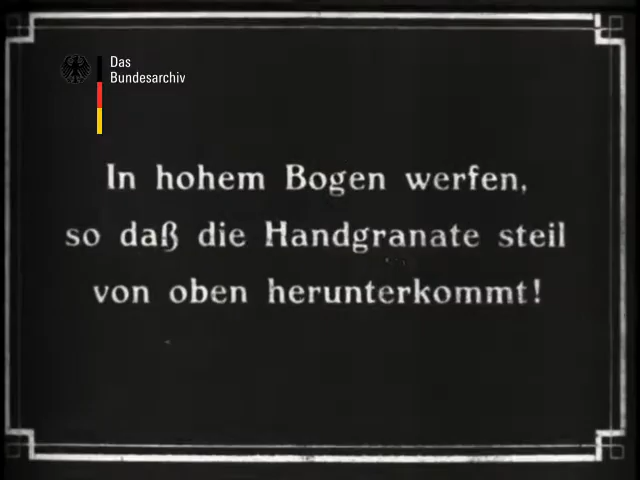 Das
Bundesarchiv
In hohem Bogen werfen,
so daß die Handgranate steil
von oben herunterkommt!